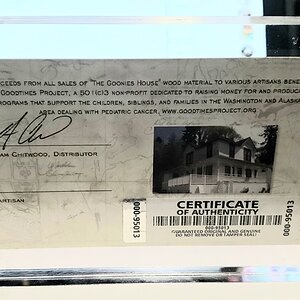 CEEDS FROM ALL SALES OF "THE GOONIES HOUSE" WOOD MATERIAL TO VARIOUS ARTISANS BENE
GOODTIMES PROJECT, A 501(C)3 NON-PROFIT DEDICATED TO RAISING MONEY FOR AND PRODUC
ROGRAMS THAT SUPPORT THE CHILDREN, SIBLINGS, AND FAMILIES IN THE WASHINGTON AND ALASKA
AREA DEALING WITH PEDIATRIC CANCER. WWW.GOODTIMESPROJECT.ORG
AM CHITWOOD, DISTRIBUTOR
RTISAN
000-95013
CERTIFICATE
OF AUTHENTICITY
000-95013
GUARANTEED ORIGINAL AND GENUINE
DO NOT REMOVE OR TAMPER SEAL!
000-95013